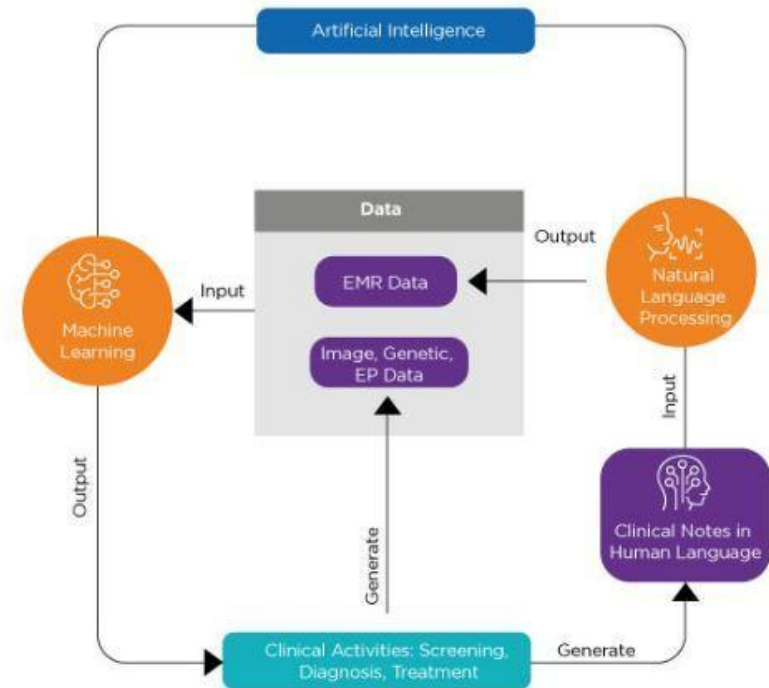 Artificial Intelligence
Data
Output
EMR Data
Natural
Language
Processing
Input
Machine
Learning
Image, Genetic,
EP Data
Input
Output
Clinical Notes in
Human Language
Generate
Clinical Activities: Screening,
Diagnosis, Treatment
Generate